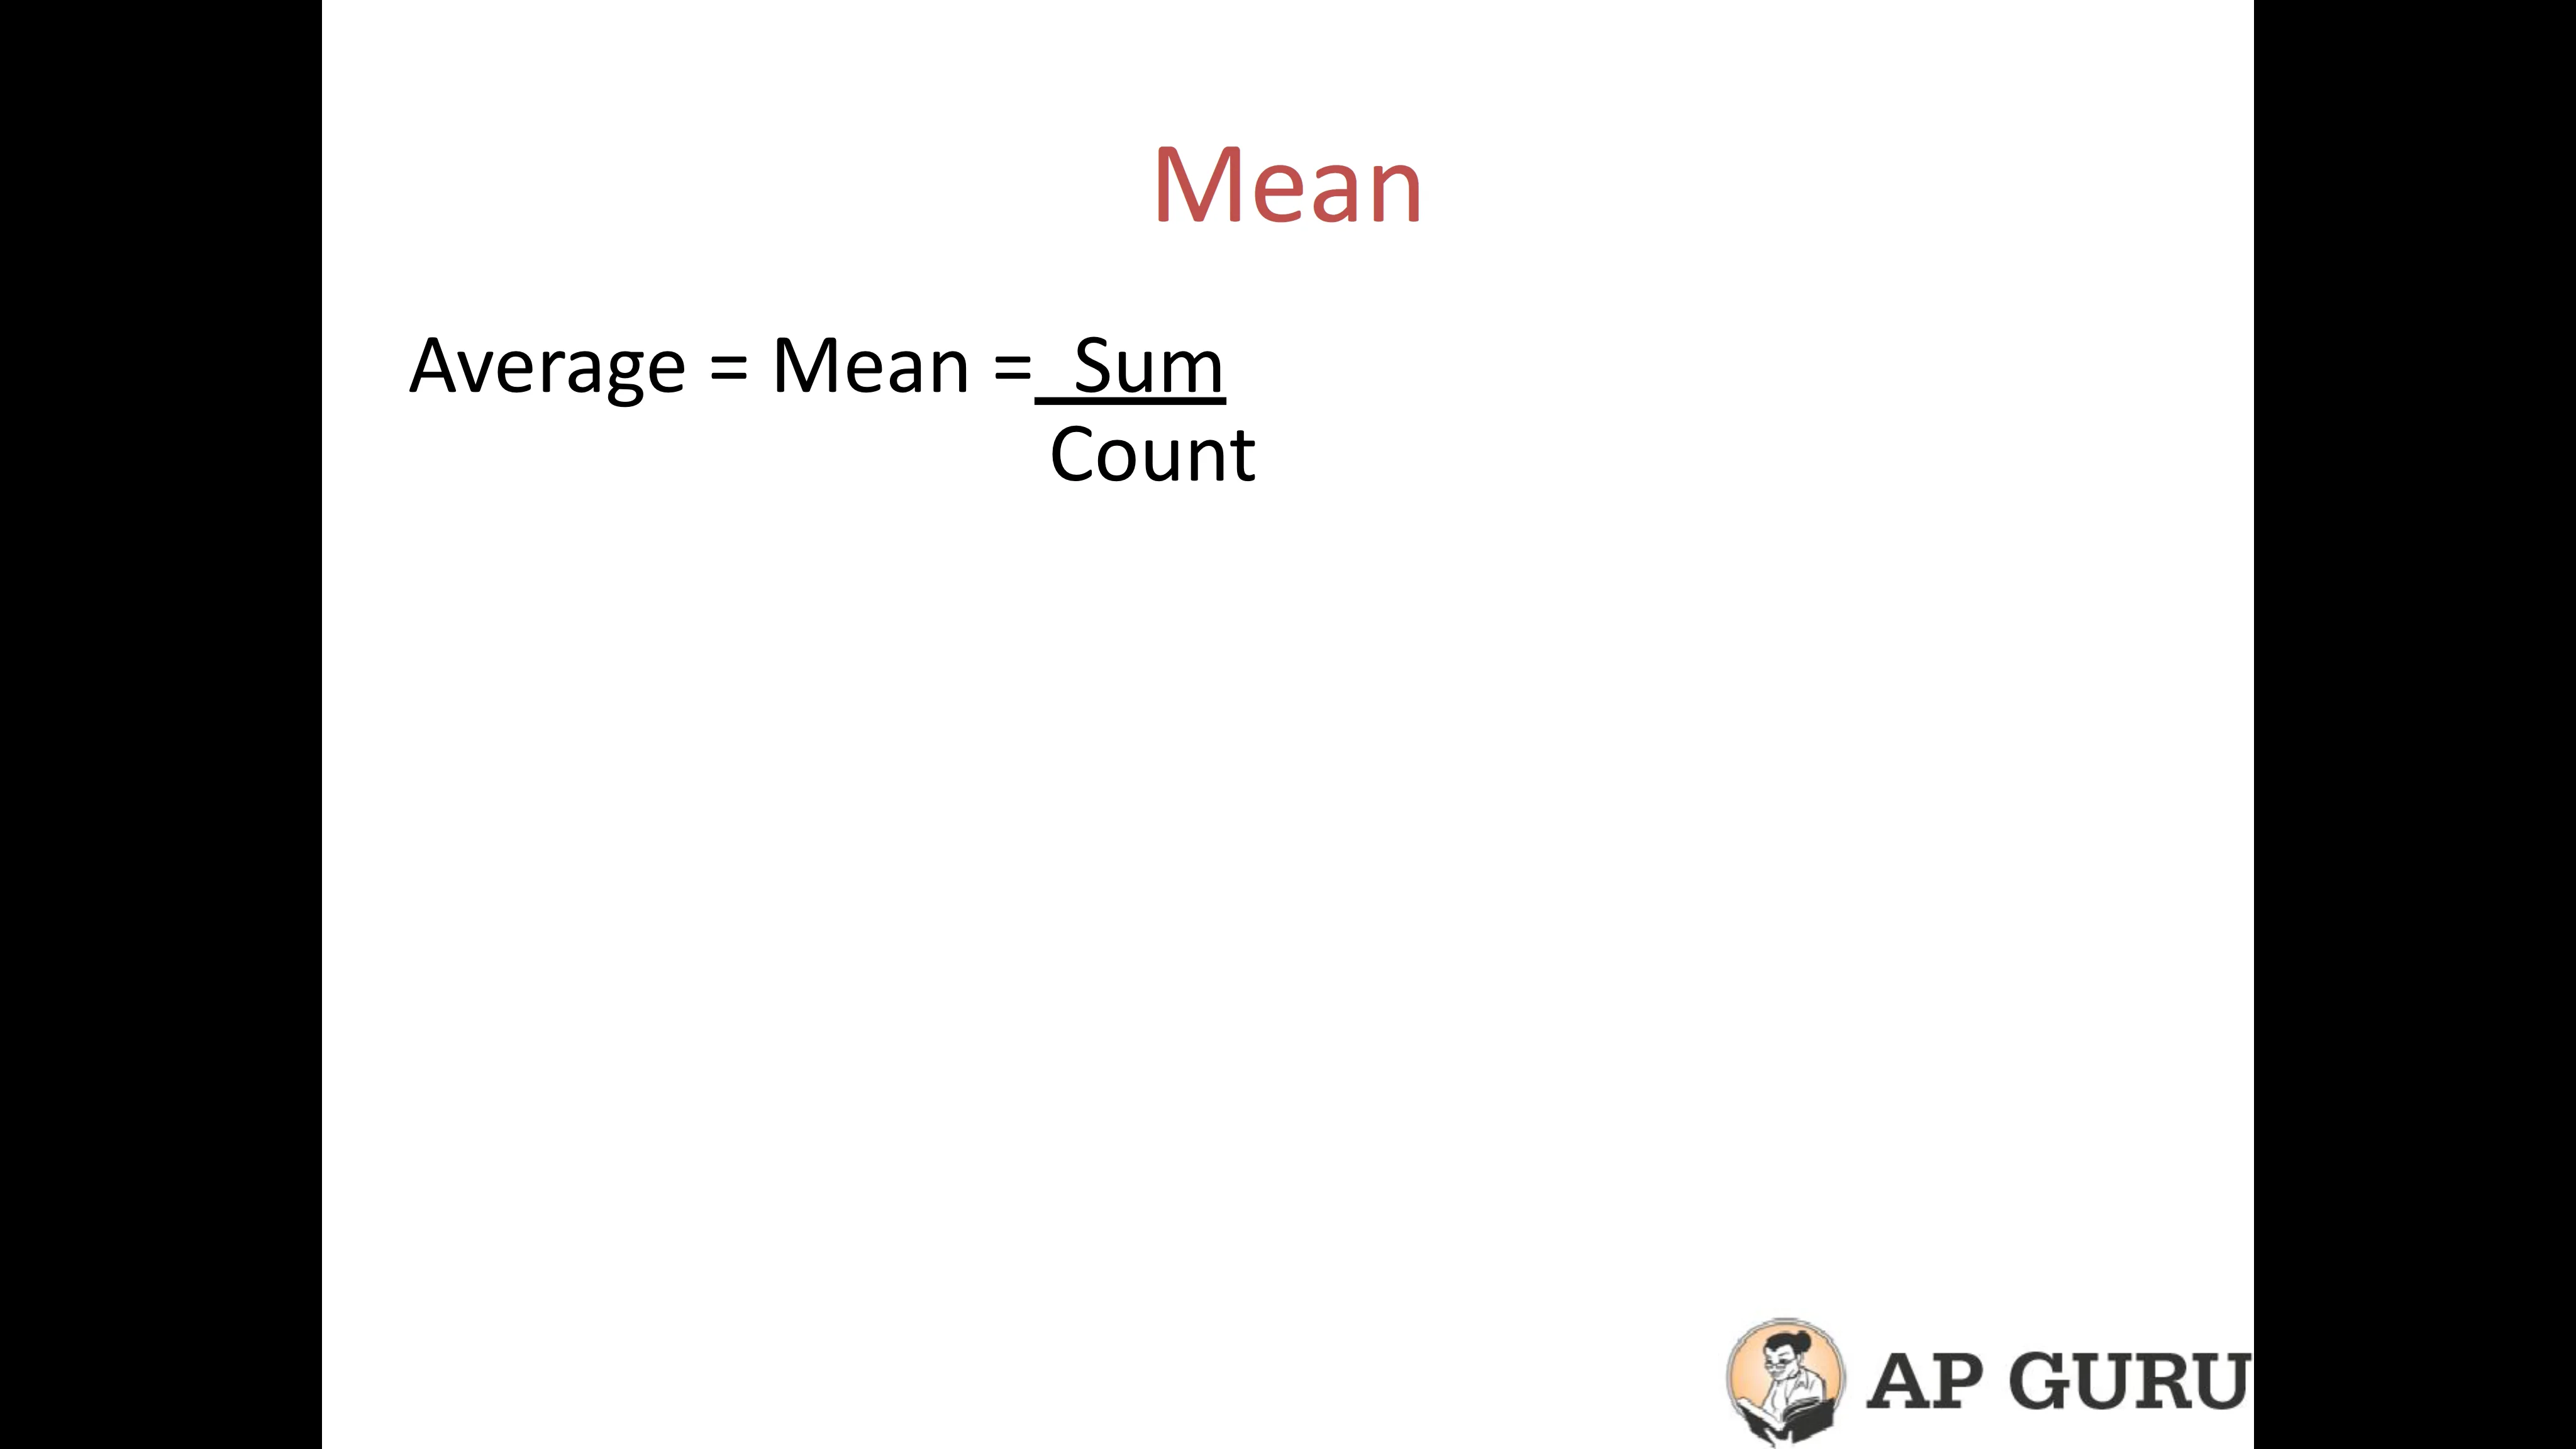 Mean
Average = Mean = Sum
Count
AP GURU